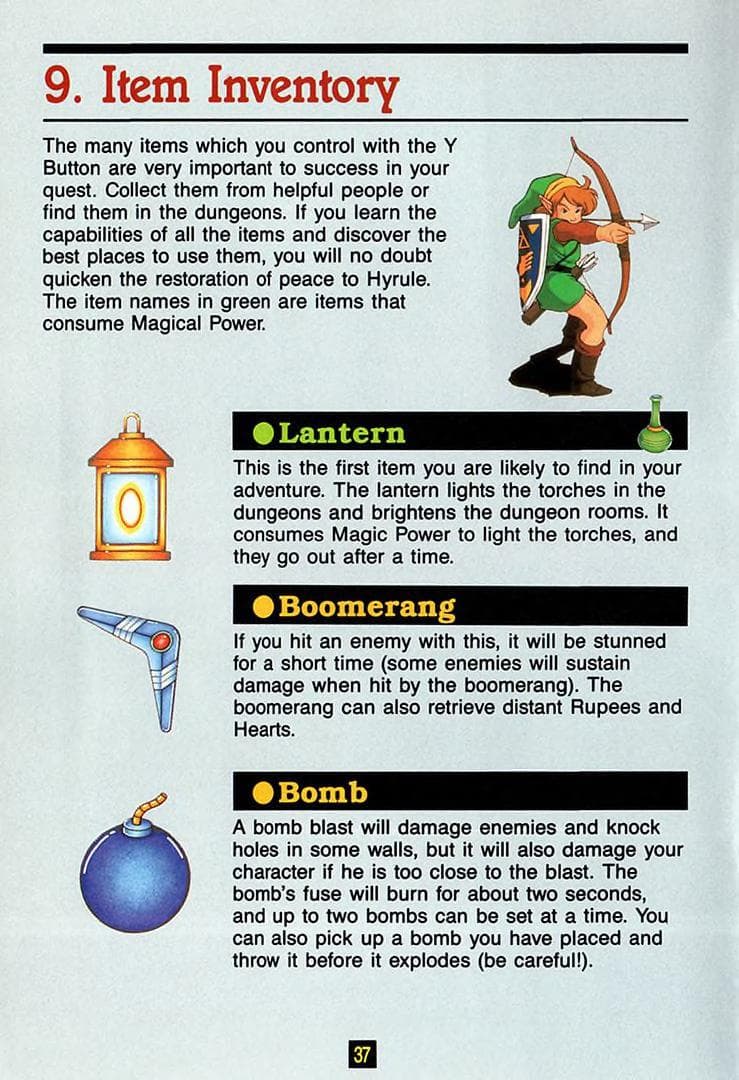 9. Item Inventory
The many items which you control with the Y
Button are very important to success in your
quest. Collect them from helpful people or
find them in the dungeons. If you learn the
capabilities of all the items and discover the
best places to use them, you will no doubt
quicken the restoration of peace to Hyrule.
The item names in green are items that
consume Magical Power.
●Lantern
This is the first item you are likely to find in your
adventure. The lantern lights the torches in the
dungeons and brightens the dungeon rooms. It
consumes Magic Power to light the torches, and
they go out after a time.
●Boomerang
If you hit an enemy with this, it will be stunned
for a short time (some enemies will sustain
damage when hit by the boomerang). The
boomerang can also retrieve distant Rupees and
Hearts.
●Bomb
A bomb blast will damage enemies and knock
holes in some walls, but it will also damage your
character if he is too close to the blast. The
bomb's fuse will burn for about two seconds,
and up to two bombs can be set at a time. You
can also pick up a bomb you have placed and
throw it before it explodes (be careful!).
37